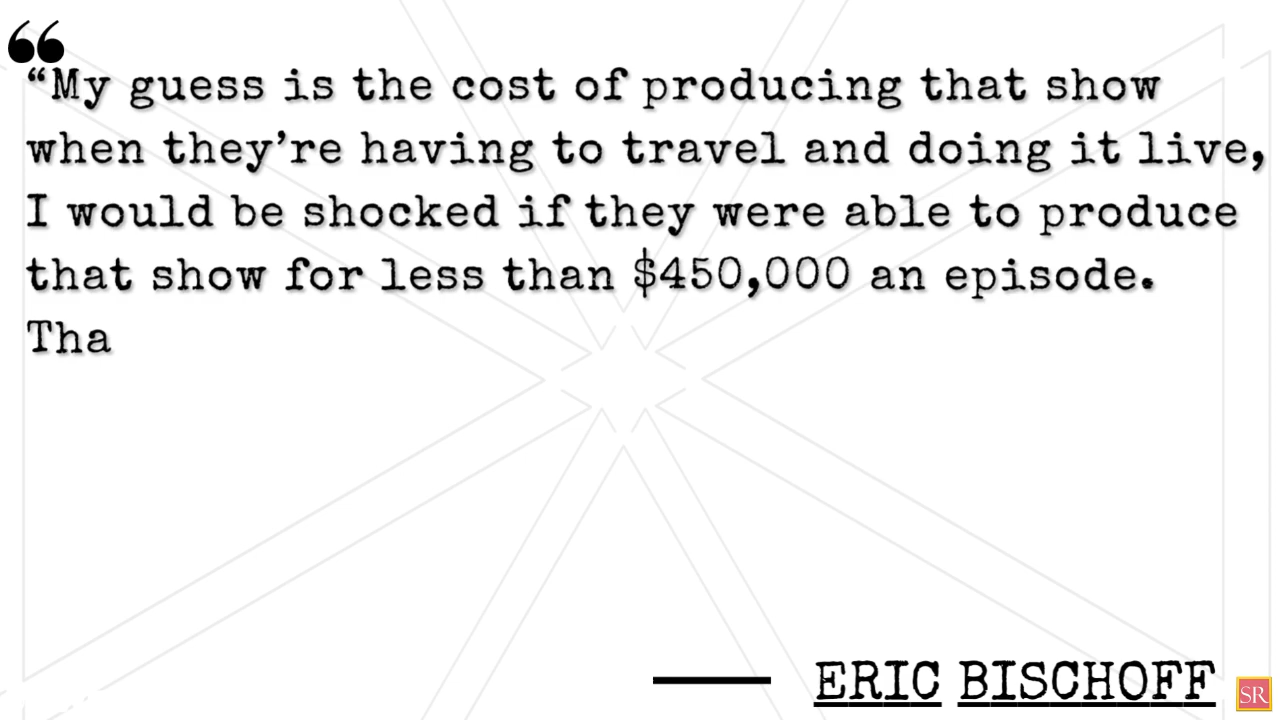 “My guess is the cost of producing that show
when they’re having to travel and doing it live,
I would be shocked if they were able to produce
that show for less than $450,000 an episode.
Tha
ERIC BISCHOFF
SR